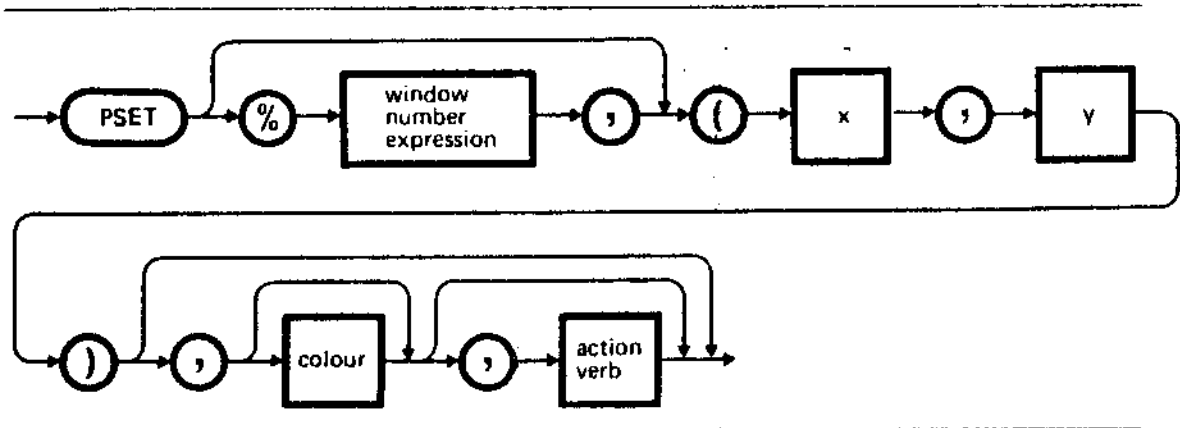 PSET % window number expression , ( x , y
) , colour , action verb